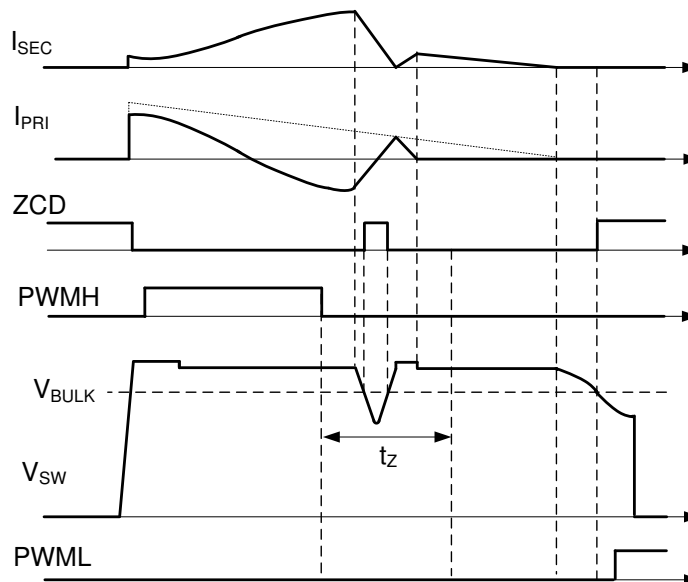 I_SEC
I_PRI
ZCD
PWMH
V_BULK
t_Z
V_SW
PWML